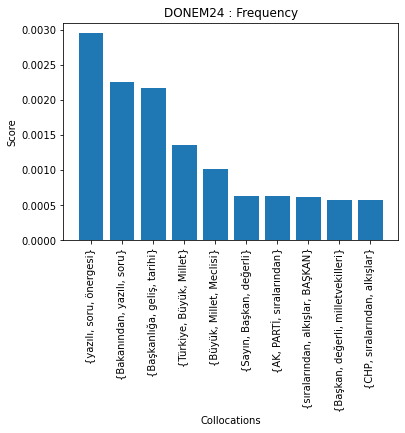 DONEM24 : Frequency
Score
0.0030
0.0025
0.0020
0.0015
0.0010
0.0005
0.0000
{yazılı, soru, önergesi}
{Bakanından, yazılı, soru}
{Başkanlığa, geliş, tarihi}
{Türkiye, Büyük, Millet}
{Büyük, Millet, Meclisi}
{Sayın, Başkan, değerli}
{AK, PARTİ, sıralarından}
{sıralarından, alkışlar, BAŞKAN}
{Başkan, değerli, milletvekilleri}
{CHP, sıralarından, alkışlar}
Collocations